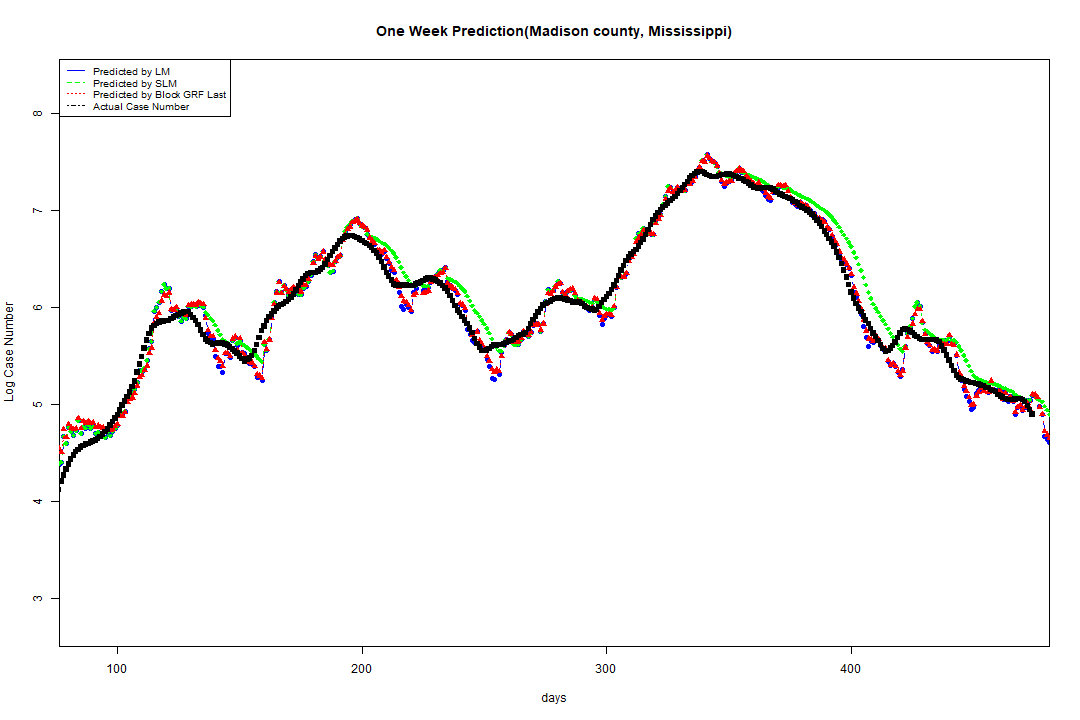 One Week Prediction(Madison county, Mississippi)
Predicted by LM
Predicted by SLM
Predicted by Block GRF Last
Actual Case Number
Log Case Number
8
7
6
5
4
3
100 200 300 400
days